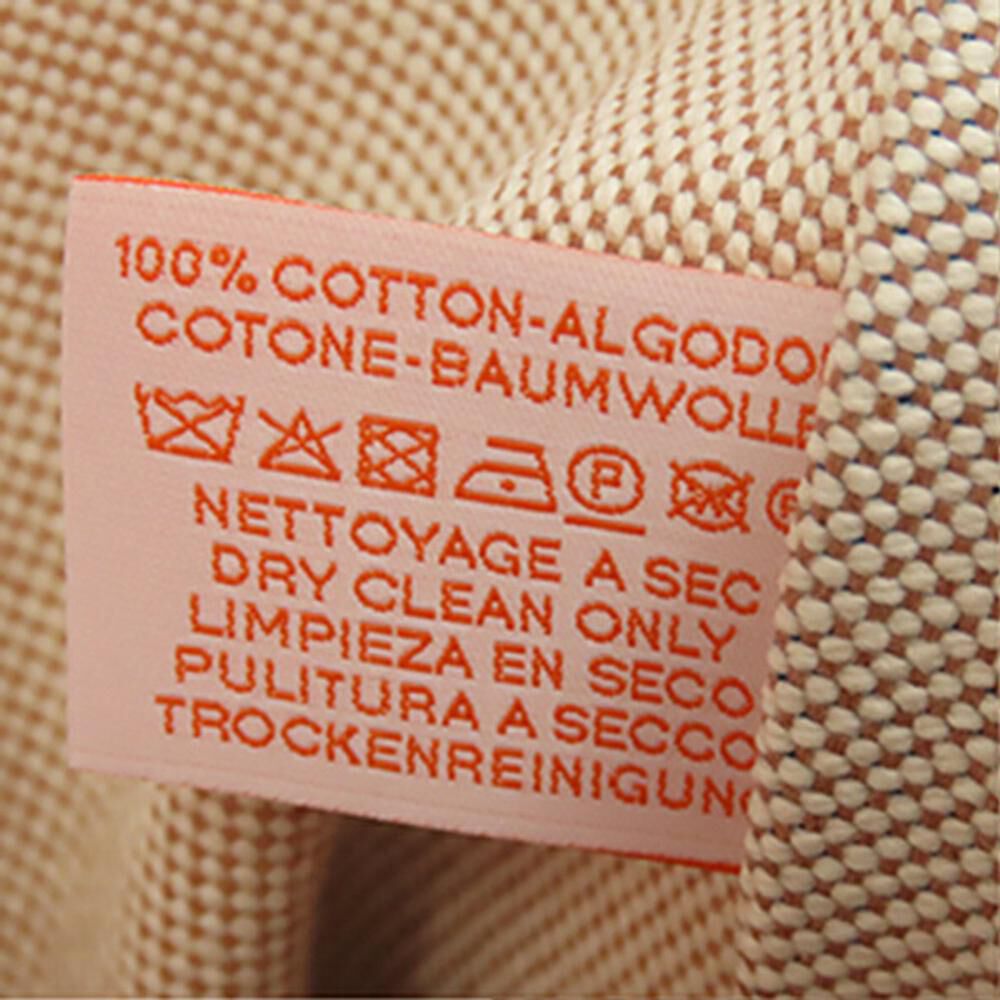 100% COTTON-ALGODO
COTONE-BAUMWOLLE
P
NETTOYAGE A SEC
DRY CLEAN ONLY
LIMPIEZA EN SECO
PULITURA A SECCO
TROCKENREINIGUNG